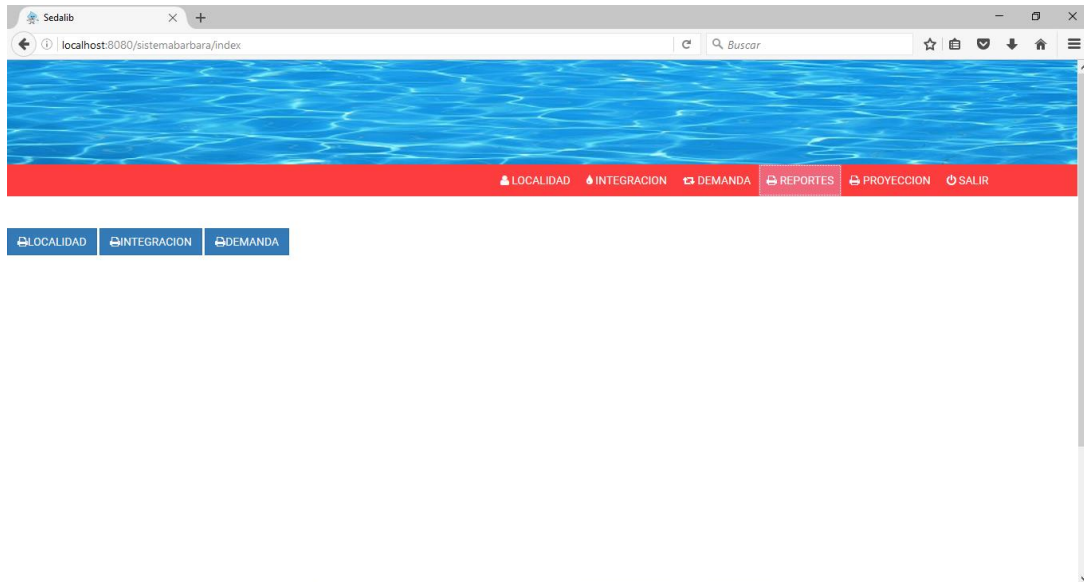 Sedalib
localhost:8080/sistemabarbara/index
Buscar
LOCALIDAD INTEGRACION DEMANDA REPORTES PROYECCION SALIR
LOCALIDAD INTEGRACION DEMANDA